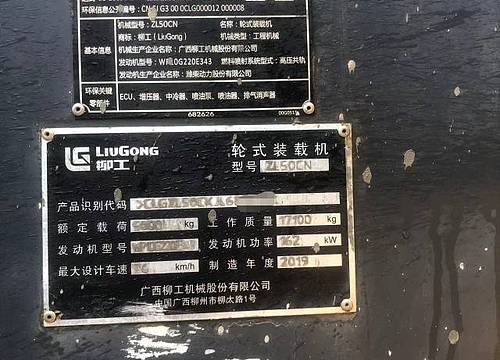 环保信息公开编号：CN SJ G3 00 0CLG000012 000008
机械型号：ZL50CN 名称：轮式装载机
商标：柳工（LiuGong） 机械类型：工程机械
基本信息 机械生产企业名称：广西柳工机械股份有限公司
发动机型号：WP10G220E343 燃料喷射系统型式：高压共轨
发动机生产企业名称：潍柴动力股份有限公司
环保关键零部件 ECU、增压器、中冷器、喷油泵、喷油器、排气消声器
682626
LIUGONG
柳工
轮式装载机
型号 ZL50CN
产品识别代码
额定载荷 5000 kg 工作质量 17100 kg
发动机型号 发动机功率 162 kW
最大设计车速 km/h 制造年度 2019
广西柳工机械股份有限公司
中国广西柳州市柳太路1号